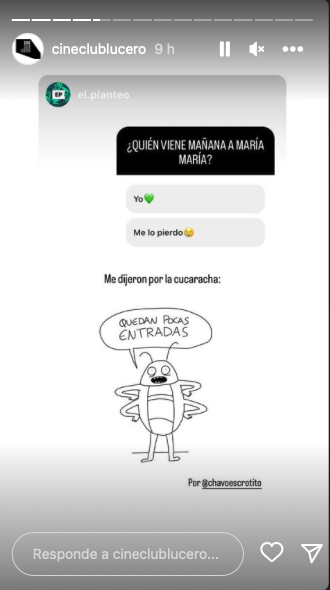 cineclublucero 9 h
EP
el.planteo
¿QUIÉN VIENE MAÑANA A MARÍA
MARÍA?
Yo💚
Me lo pierdo😢
Me dijeron por la cucaracha:
QUEDAN POCAS
ENTRADAS
Por @chavoescrotito
Responde a cineclublucero...